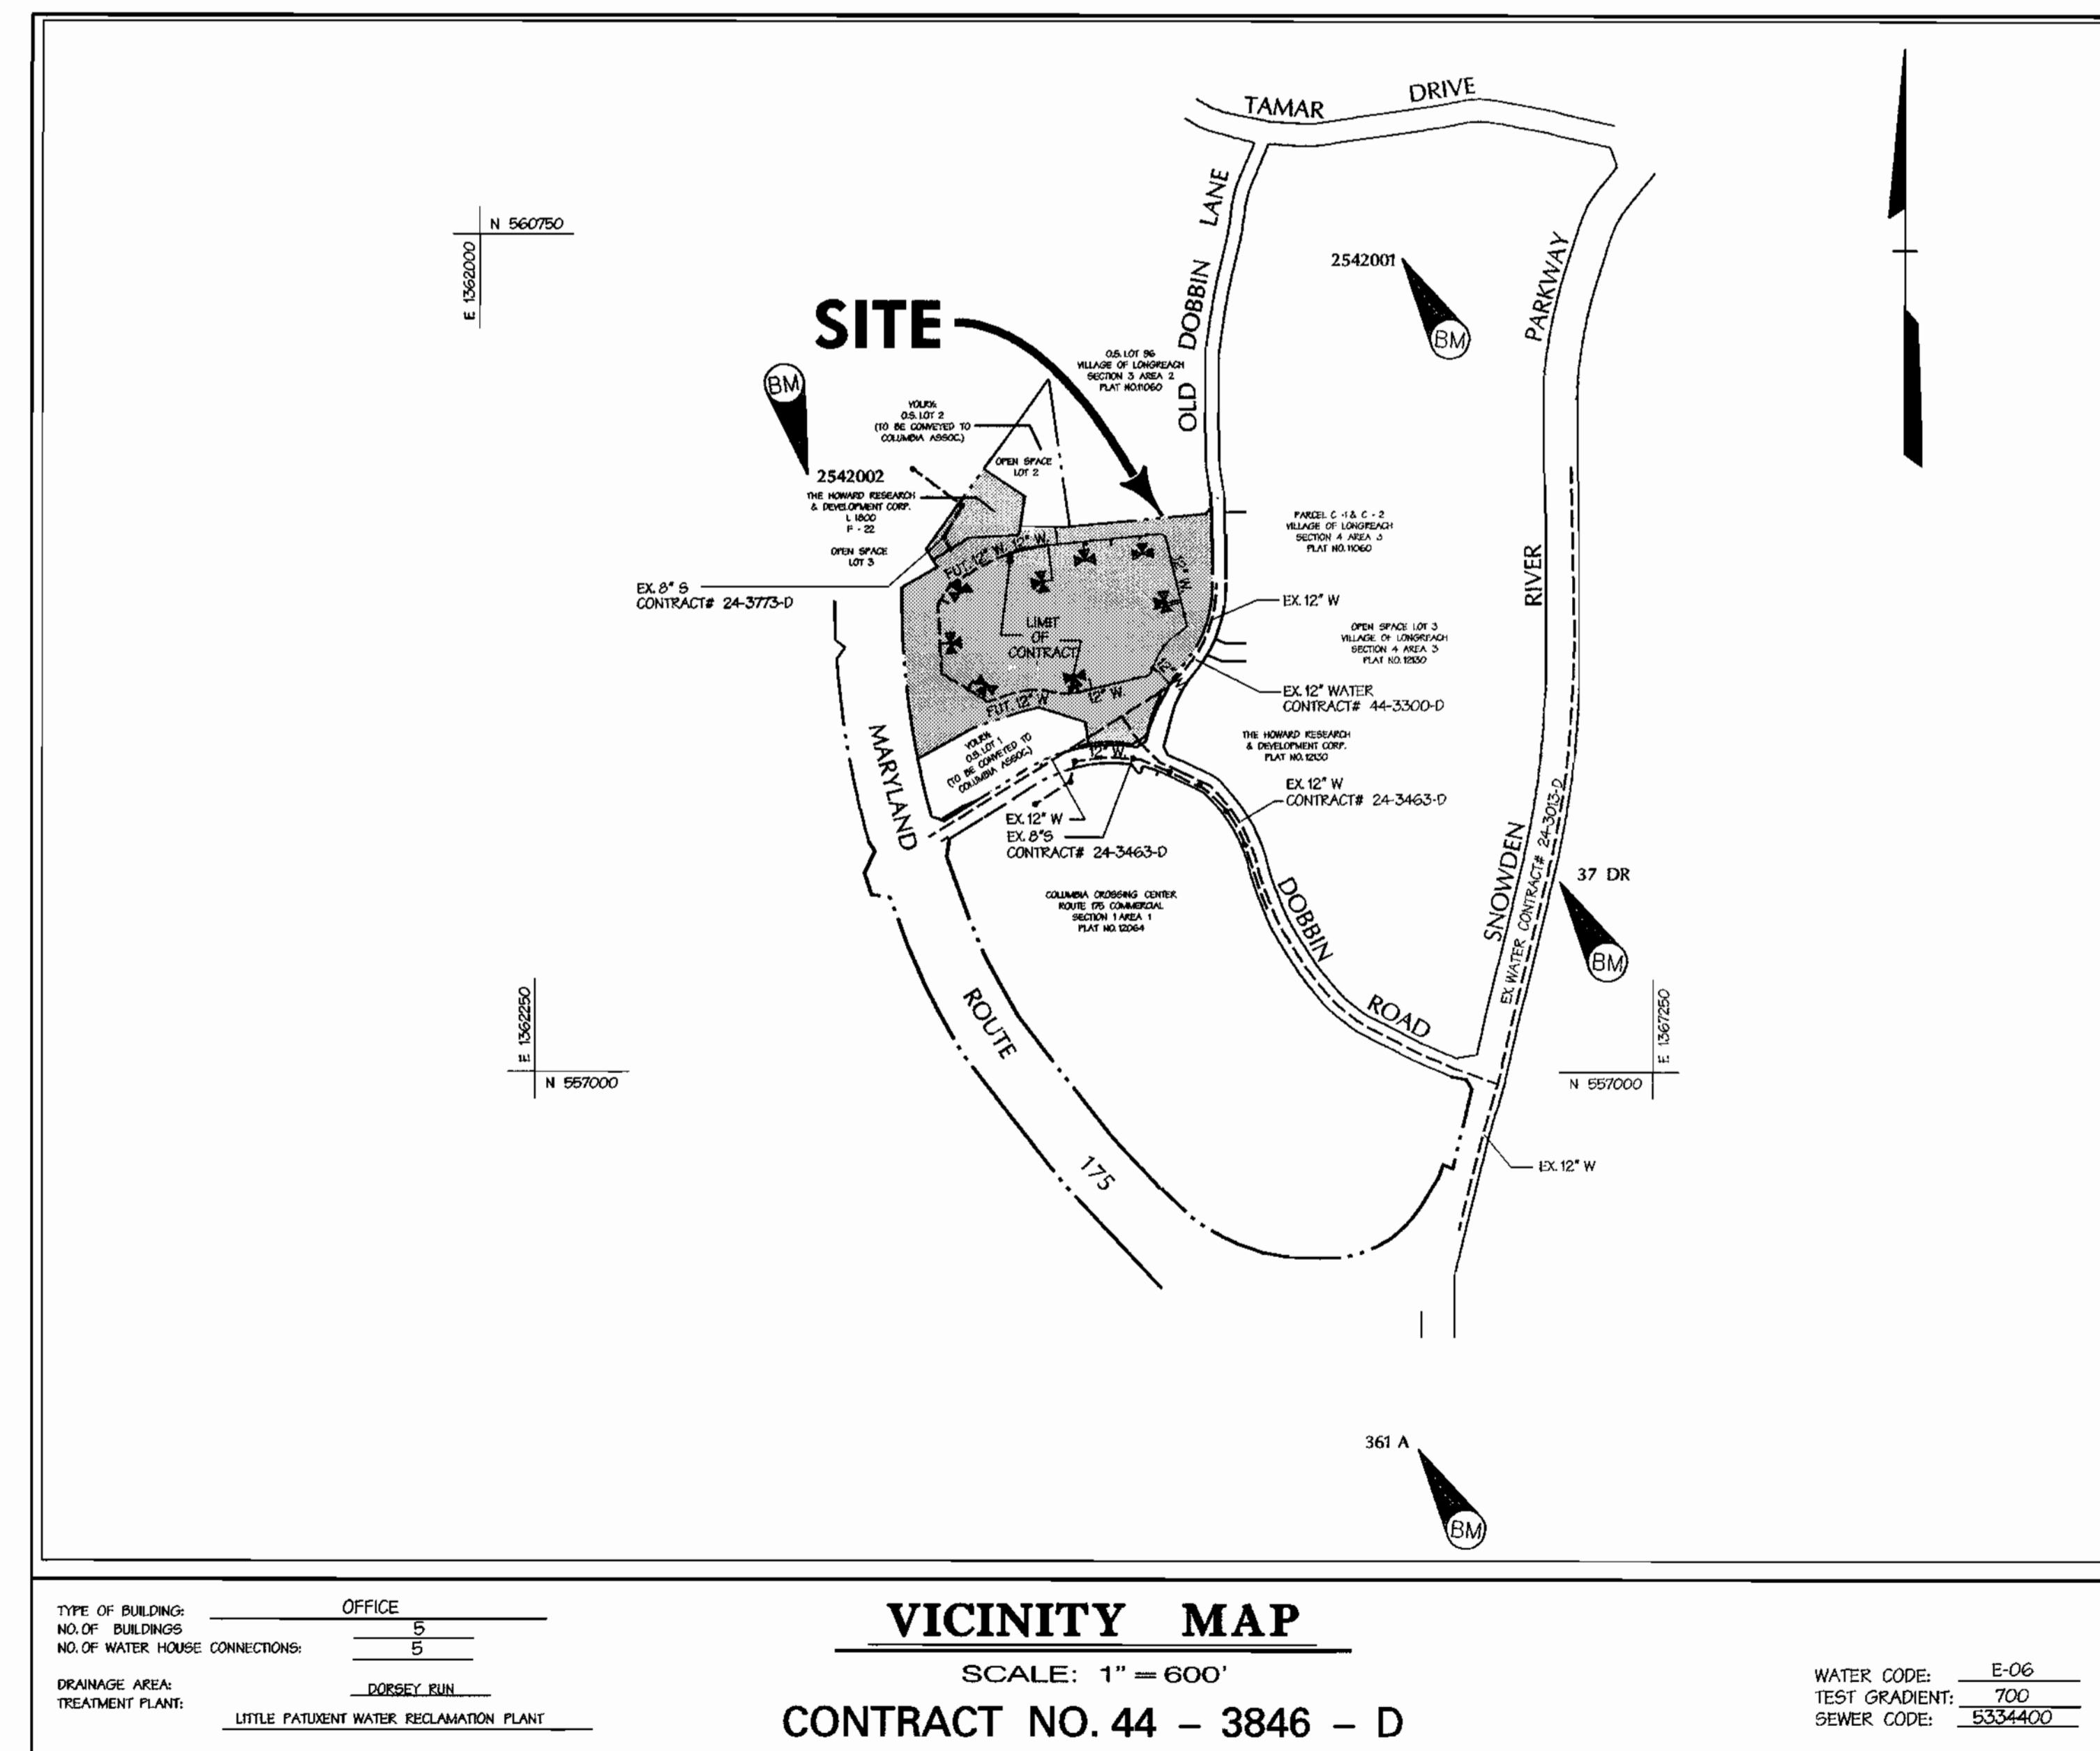 TAMAR DRIVE
OLD DOBBIN LANE
N 560750
E 1362000
2542001
BM
PARKWAY
SITE
O.S. LOT 96
VILLAGE OF LONGREACH
SECTION 3 AREA 2
PLAT NO.11060
BM
2542002
O.S. LOT 2
(TO BE CONVEYED TO
COLUMBIA ASSOC.)
OPEN SPACE
LOT 2
THE HOWARD RESEARCH
& DEVELOPMENT CORP.
L 1800
F - 22
OPEN SPACE
LOT 3
EX. 8" S
CONTRACT# 24-3773-D
FUT. 12" W. 12" W.
12" W.
LIMIT
OF
CONTRACT
FUT. 12" W
12" W.
12" W.
PARCEL C -1 & C - 2
VILLAGE OF LONGREACH
SECTION 4 AREA 3
PLAT NO. 11060
EX. 12" W
OPEN SPACE LOT 3
VILLAGE OF LONGREACH
SECTION 4 AREA 3
PLAT NO. 12130
EX. 12" WATER
CONTRACT# 44-3300-D
THE HOWARD RESEARCH
& DEVELOPMENT CORP.
PLAT NO. 12130
EX. 12" W
CONTRACT# 24-3463-D
O.S. LOT 1
(TO BE CONVEYED TO
COLUMBIA ASSOC.)
12" W.
EX. 12" W
EX. 8"S
CONTRACT# 24-3463-D
COLUMBIA CROSSING CENTER
ROUTE 175 COMMERCIAL
SECTION 1 AREA 1
PLAT NO. 12064
MARYLAND
ROUTE
175
DOBBIN
ROAD
SNOWDEN
RIVER
EX. WATER CONTRACT# 24-3013-D
37 DR
BM
E 1362250
N 557000
E 1367250
N 557000
EX. 12" W
361 A
BM
TYPE OF BUILDING: OFFICE
NO. OF BUILDINGS 5
NO. OF WATER HOUSE CONNECTIONS: 5
DRAINAGE AREA: DORSEY RUN
TREATMENT PLANT:
LITTLE PATUXENT WATER RECLAMATION PLANT
VICINITY MAP
SCALE: 1" = 600'
CONTRACT NO. 44 - 3846 - D
WATER CODE: E-06
TEST GRADIENT: 700
SEWER CODE: 5334400